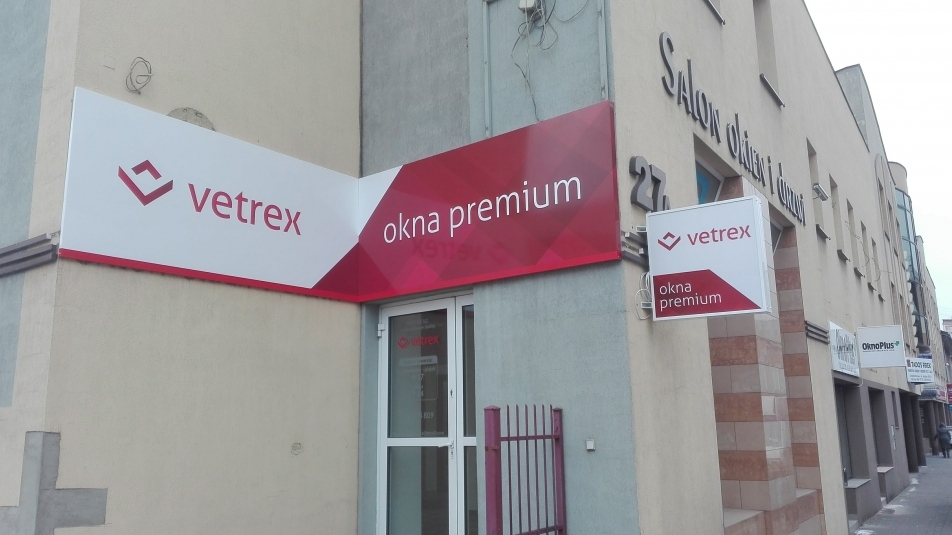 vetrex
okna premium
Salon okien i drzwi
27
vetrex
okna
premium
vetrex
OknoPlus